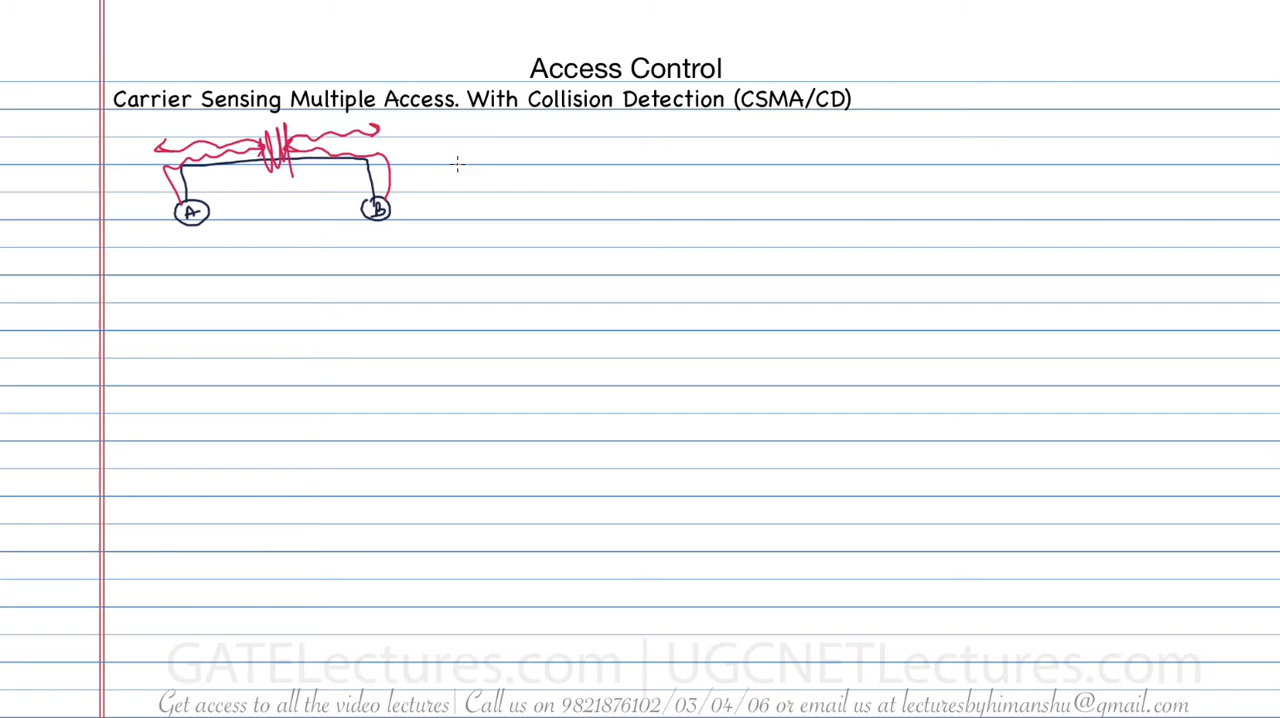 Access Control
Carrier Sensing Multiple Access. With Collision Detection (CSMA/CD)
A
B
GATELectures.com | UGCNETLectures.com
Get access to all the video lectures | Call us on 9821876102/03/04/06 or email us at lecturesbyhimanshu@gmail.com